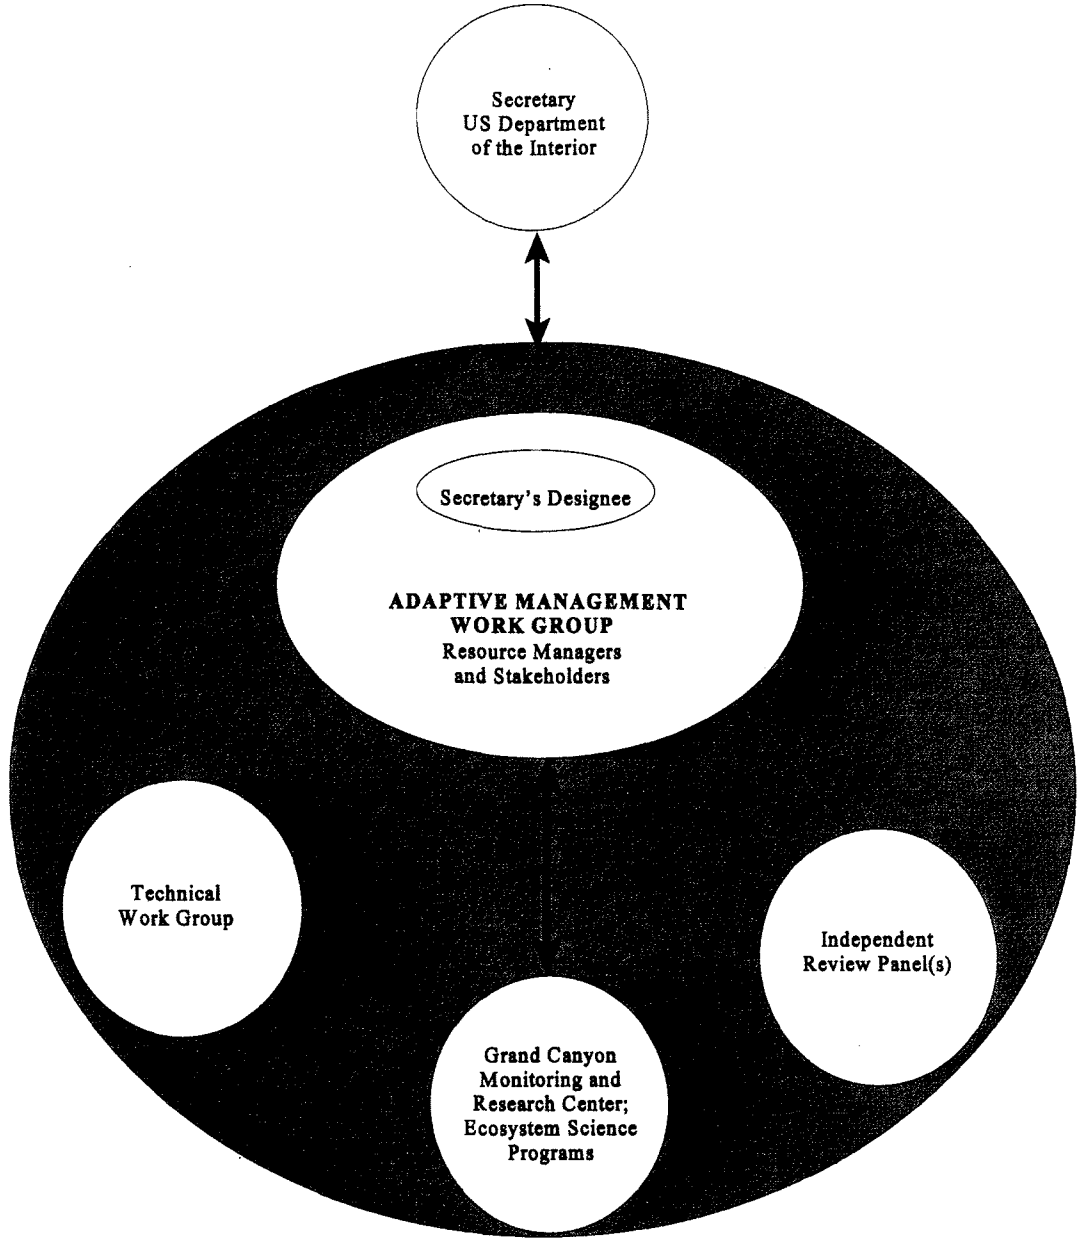 Secretary
US Department
of the Interior
Secretary's Designee
ADAPTIVE MANAGEMENT
WORK GROUP
Resource Managers
and Stakeholders
Technical
Work Group
Independent
Review Panel(s)
Grand Canyon
Monitoring and
Research Center;
Ecosystem Science
Programs